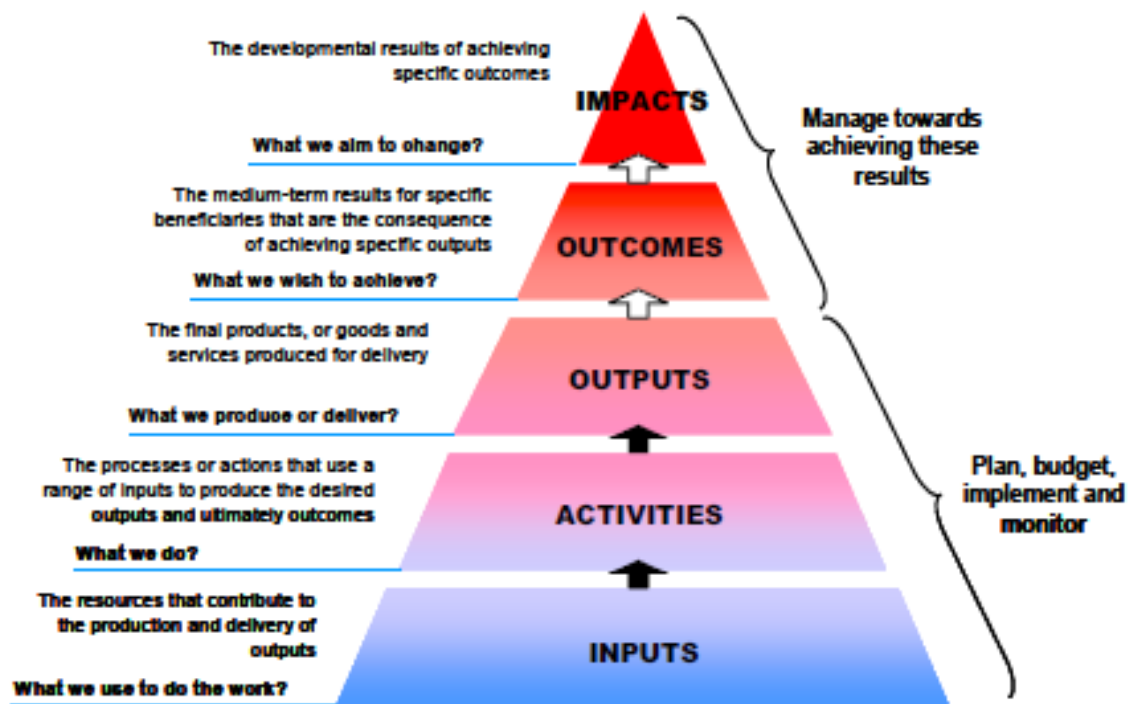 The developmental results of achieving
specific outcomes
IMPACTS
What we aim to change?
Manage towards
achieving these
results
The medium-term results for specific
beneficiaries that are the consequence
of achieving specific outputs
OUTCOMES
What we wish to achieve?
The final products, or goods and
services produced for delivery
OUTPUTS
What we produce or deliver?
The processes or actions that use a
range of inputs to produce the desired
outputs and ultimately outcomes
ACTIVITIES
What we do?
Plan, budget,
implement and
monitor
The resources that contribute to
the production and delivery of
outputs
INPUTS
What we use to do the work?